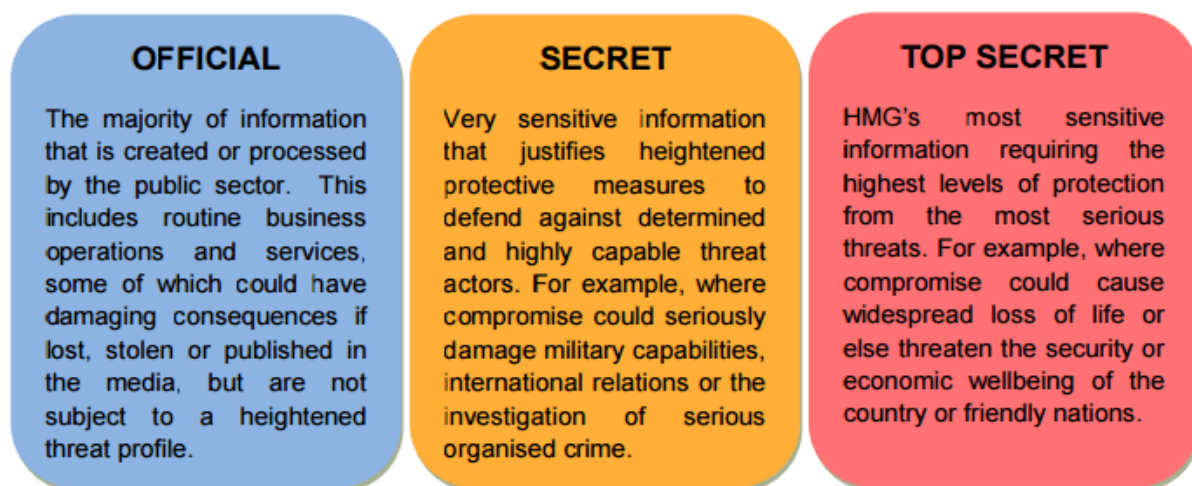 OFFICIAL
The majority of information
that is created or processed
by the public sector. This
includes routine business
operations and services,
some of which could have
damaging consequences if
lost, stolen or published in
the media, but are not
subject to a heightened
threat profile.
SECRET
Very sensitive information
that justifies heightened
protective measures to
defend against determined
and highly capable threat
actors. For example, where
compromise could seriously
damage military capabilities,
international relations or the
investigation of serious
organised crime.
TOP SECRET
HMG's most sensitive
information requiring the
highest levels of protection
from the most serious
threats. For example, where
compromise could cause
widespread loss of life or
else threaten the security or
economic wellbeing of the
country or friendly nations.